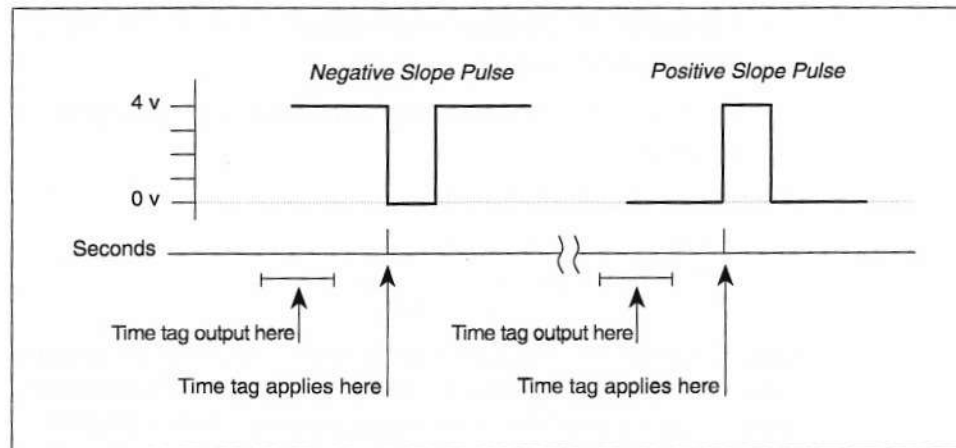 Negative Slope Pulse
Positive Slope Pulse
4 v
0 v
Seconds
Time tag output here
Time tag output here
Time tag applies here
Time tag applies here